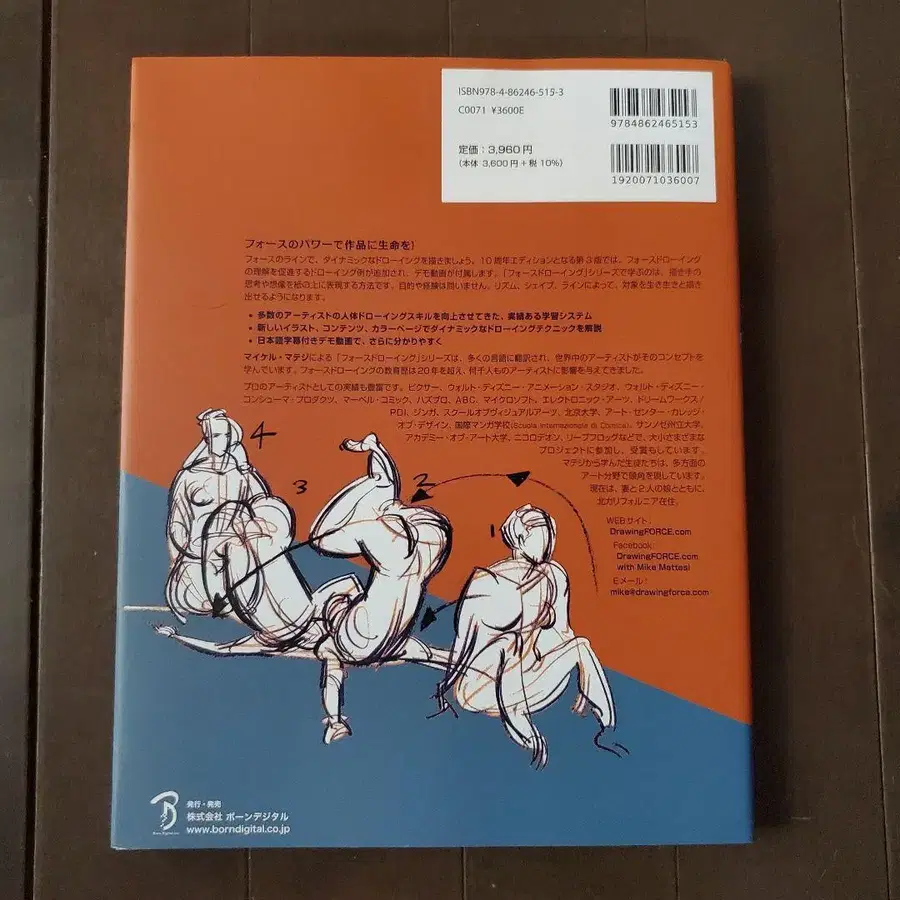 ISBN978-4-86246-515-3
C0071 ¥3600E
9784862465153
定価：3,960円
(本体 3,600円＋税10%)
1920071036007
フォースのパワーで作品に生命を!
フォースのラインで、ダイナミックなドローイングを描きましょう。10周年エディションとなる第3版では、フォースドローイング
の理解を促進するドローイング例が追加され、デモ動画が付属します。「フォースドローイング」シリーズで学ぶのは、描き手の
思考や想像を紙の上に表現する方法です。目的や経験は問いません。リズム、シェイプ、ラインによって、対象を生き生きと描き
出せるようになります。
• 多数のアーティストの人体ドローイングスキルを向上させてきた、実績ある学習システム
• 新しいイラスト、コンテンツ、カラーページでダイナミックなドローイングテクニックを解説
• 日本語字幕付きデモ動画で、さらに分かりやすく
マイケル・マテジによる「フォースドローイング」シリーズは、多くの言語に翻訳され、世界中のアーティストがそのコンセプトを
学んでいます。フォースドローイングの教育歴は20年を超え、何千人ものアーティストに影響を与えてきました。
プロのアーティストとしての実績も豊富です。ピクサー、ウォルト・ディズニー・アニメーション・スタジオ、ウォルト・ディズニー・
コンシューマ・プロダクツ、マーベル・コミック、ハズブロ、ABC、マイクロソフト、エレクトロニック・アーツ、ドリームワークス/
PDI、ジンガ、スクールオブヴィジュアルアーツ、北京大学、アート・センター・カレッジ・
オブ・デザイン、国際マンガ学校(Scuola Internazionale di Comics)、サンノゼ州立大学、
アカデミー・オブ・アート大学、ニコロデオン、リープフロッグなどで、大小さまざまな
プロジェクトに参加し、受賞もしています。
マテジから学んだ生徒たちは、多方面の
アート分野で頭角を現しています。
現在は、妻と2人の娘とともに、
北カリフォルニア在住。
4
3
2
1
WEBサイト：
DrawingFORCE.com
Facebook：
DrawingFORCE.com
with Mike Mattesi
Eメール：
mike@drawingforce.com
発行・発売
株式会社 ボーンデジタル
www.borndigital.co.jp